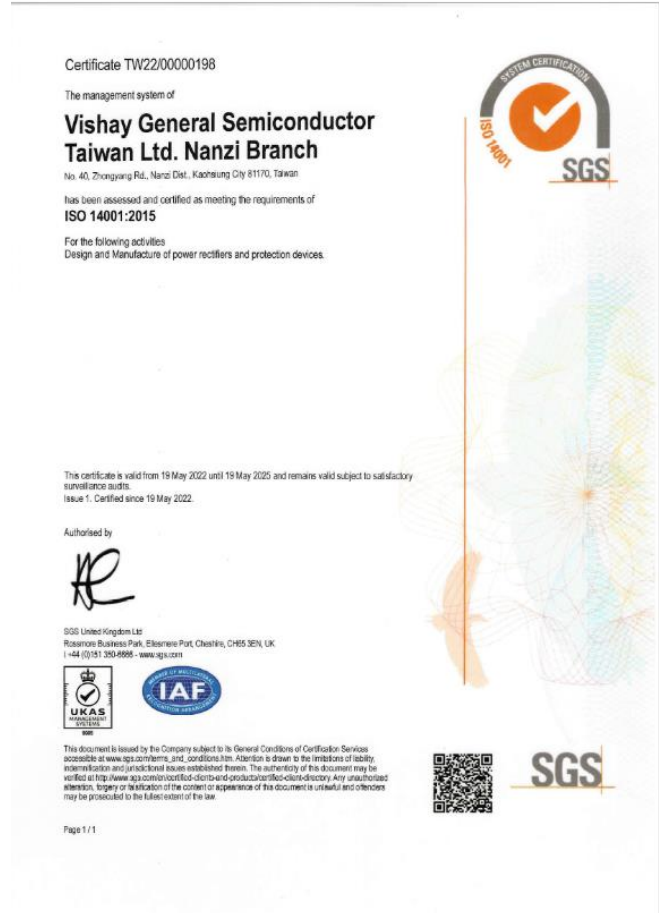 Certificate TW22/00000198
The management system of
Vishay General Semiconductor
Taiwan Ltd. Nanzi Branch
No. 40, Zhongyang Rd., Nanzi Dist., Kaohsiung City 81170, Taiwan
has been assessed and certified as meeting the requirements of
ISO 14001:2015
For the following activities
Design and Manufacture of power rectifiers and protection devices.
SYSTEM CERTIFICATION
ISO 14001
SGS
This certificate is valid from 19 May 2022 until 19 May 2025 and remains valid subject to satisfactory
surveillance audits.
Issue 1. Certified since 19 May 2022.
Authorised by
SGS United Kingdom Ltd
Rossmore Business Park, Ellesmere Port, Cheshire, CH65 3EN, UK
t +44 (0)151 350-6666 - www.sgs.com
UKAS
MANAGEMENT
SYSTEMS
0005
MEMBER OF MULTILATERAL
IAF
RECOGNITION ARRANGEMENT
This document is issued by the Company subject to its General Conditions of Certification Services
accessible at www.sgs.com/terms_and_conditions.htm. Attention is drawn to the limitations of liability,
indemnification and jurisdictional issues established therein. The authenticity of this document may be
verified at http://www.sgs.com/en/certified-clients-and-products/certified-client-directory. Any unauthorized
alteration, forgery or falsification of the content or appearance of this document is unlawful and offenders
may be prosecuted to the fullest extent of the law.
SGS
Page 1 / 1